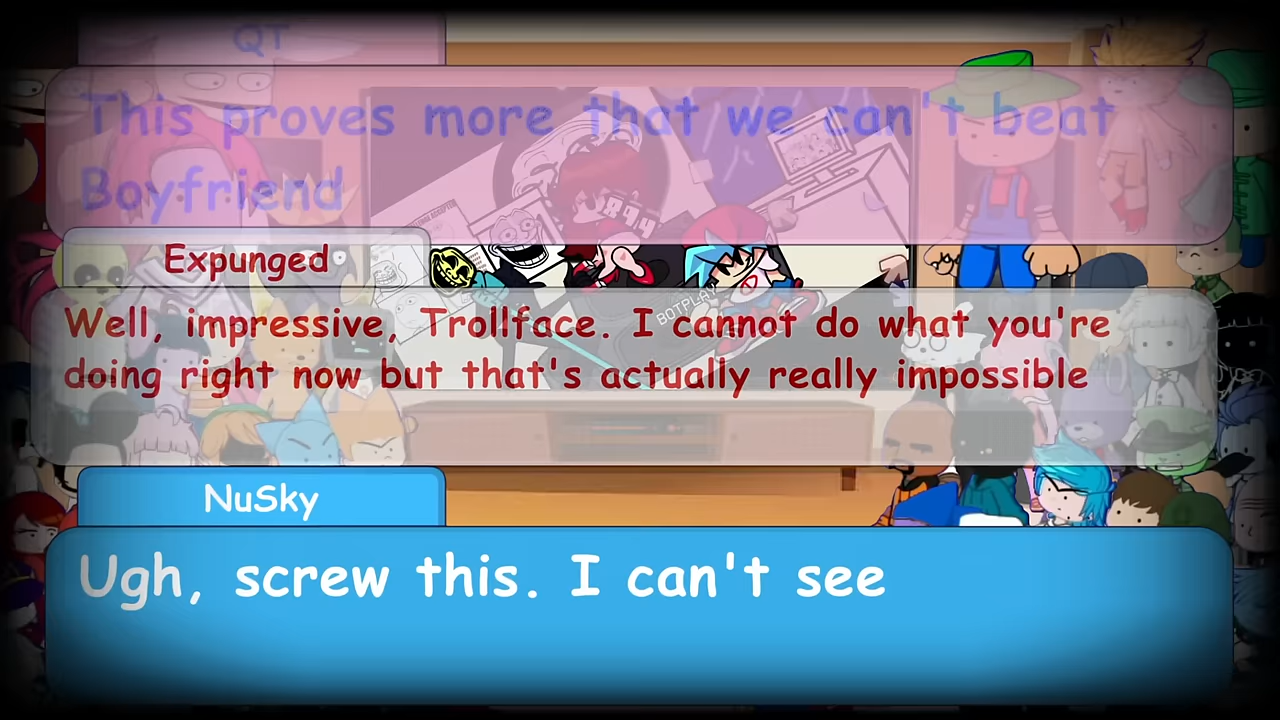 QT
This proves more that we can't beat
Boyfriend
Expunged
Well, impressive, Trollface. I cannot do what you're
doing right now but that's actually really impossible
BOTPLAY
NuSky
Ugh, screw this. I can't see